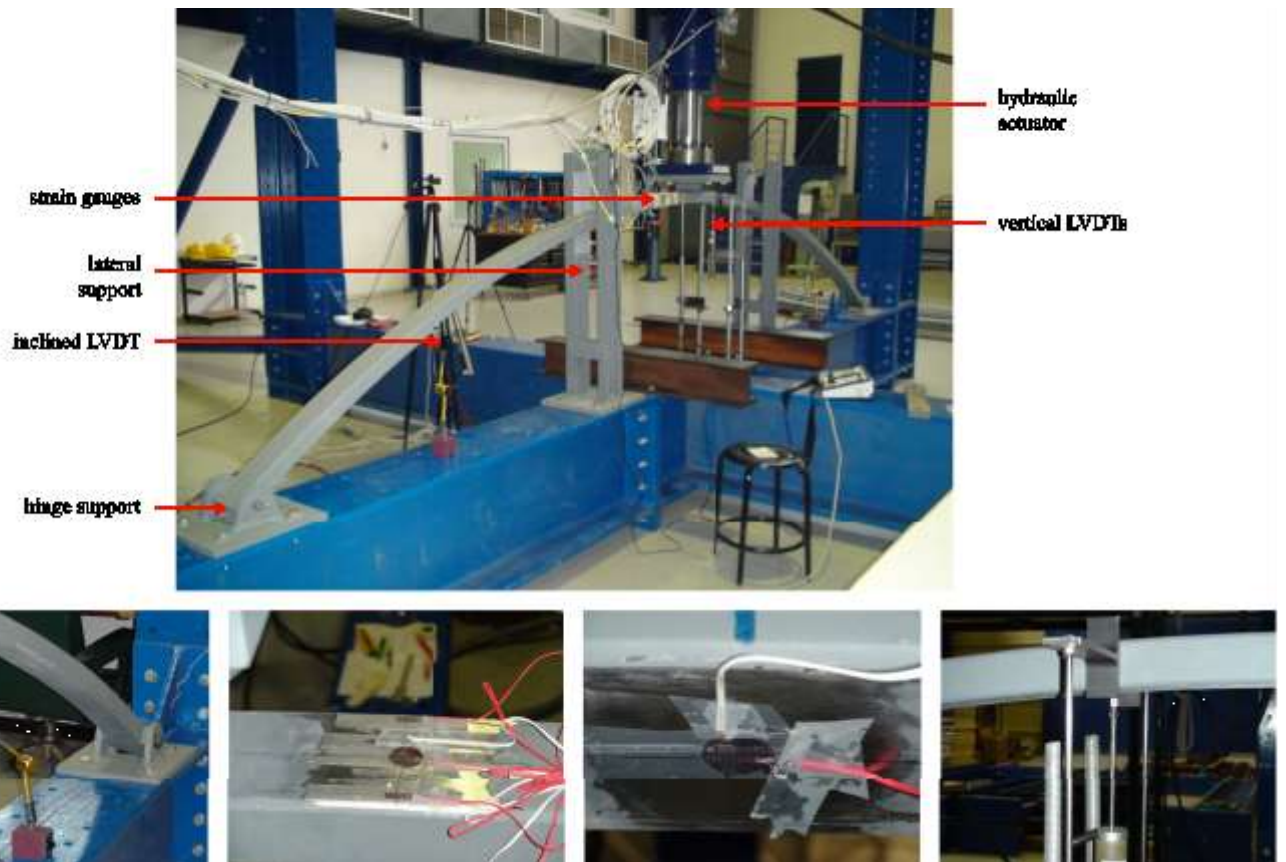 hydraulic
actuator
strain gauges
vertical LVDTs
lateral
support
inclined LVDT
hinge support